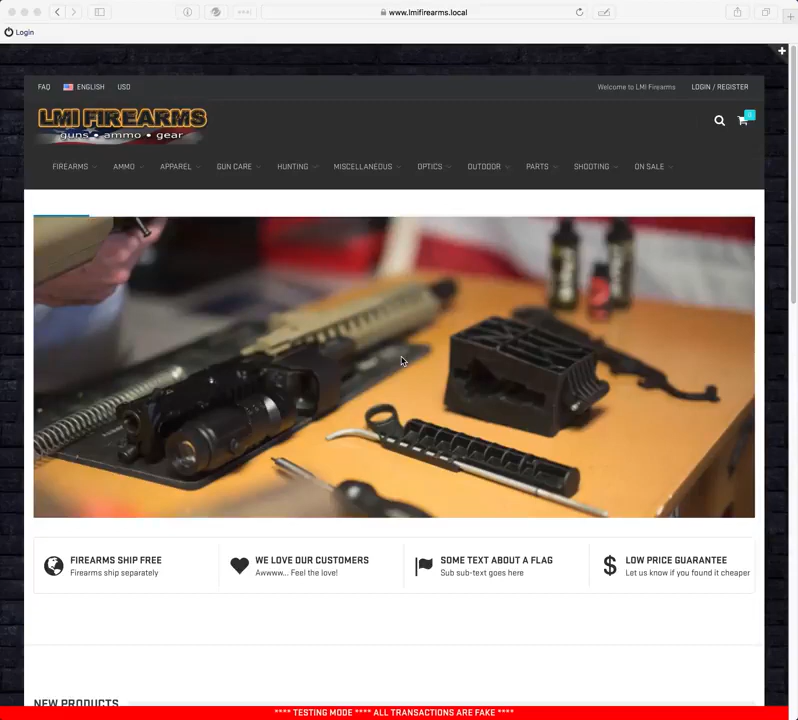 www.lmifirearms.local
Login
FAQ ENGLISH USD Welcome to LMI Firearms LOGIN / REGISTER
LMI FIREARMS
guns • ammo • gear
0
FIREARMS AMMO APPAREL GUN CARE HUNTING MISCELLANEOUS OPTICS OUTDOOR PARTS SHOOTING ON SALE
FIREARMS SHIP FREE
Firearms ship separately
WE LOVE OUR CUSTOMERS
Awwww... Feel the love!
SOME TEXT ABOUT A FLAG
Sub sub-text goes here
LOW PRICE GUARANTEE
Let us know if you found it cheaper
NEW PRODUCTS
**** TESTING MODE **** ALL TRANSACTIONS ARE FAKE ****